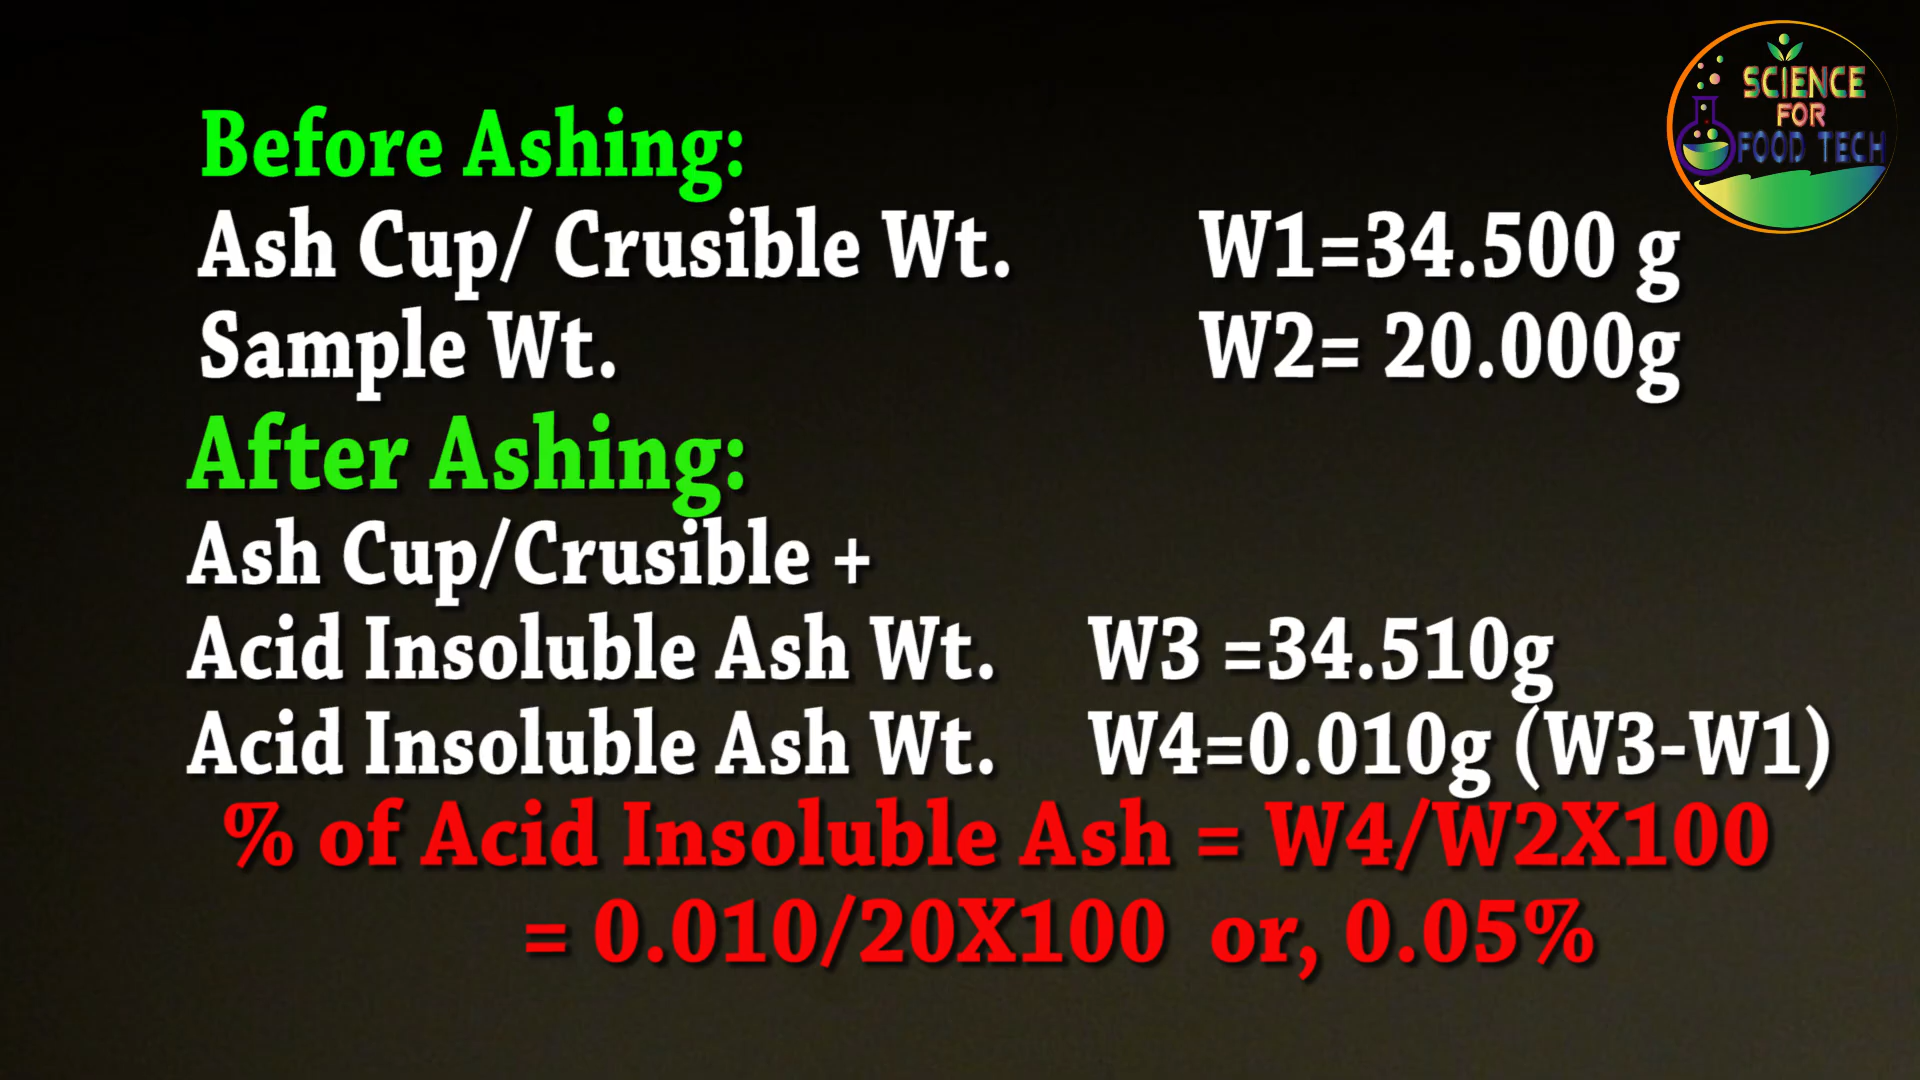 SCIENCE
FOR
FOOD TECH
Before Ashing:
Ash Cup/ Crusible Wt. W1=34.500 g
Sample Wt. W2= 20.000g
After Ashing:
Ash Cup/Crusible +
Acid Insoluble Ash Wt. W3 =34.510g
Acid Insoluble Ash Wt. W4=0.010g (W3-W1)
% of Acid Insoluble Ash = W4/W2X100
= 0.010/20X100 or, 0.05%